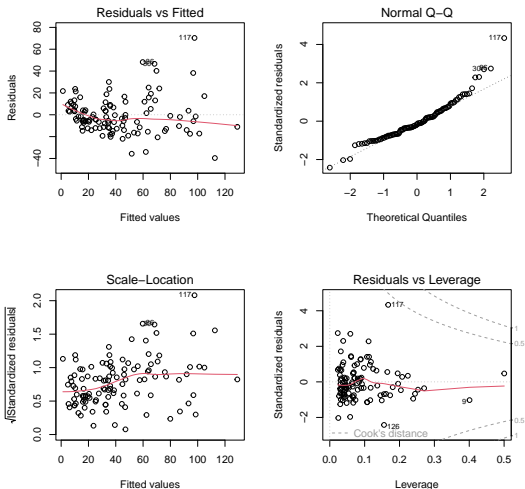 Residuals vs Fitted
Residuals
80
60
40
20
0
−40
117
0 20 40 60 80 100 120
Fitted values
Normal Q−Q
Standardized residuals
4
2
0
−2
117
−2 −1 0 1 2
Theoretical Quantiles
Scale−Location
√|Standardized residuals|
2.0
1.5
1.0
0.5
0.0
117
0 20 40 60 80 100 120
Fitted values
Residuals vs Leverage
Standardized residuals
4
2
0
−2
117
9
126
Cook's distance
1
0.5
0.5
1
0.0 0.1 0.2 0.3 0.4 0.5
Leverage